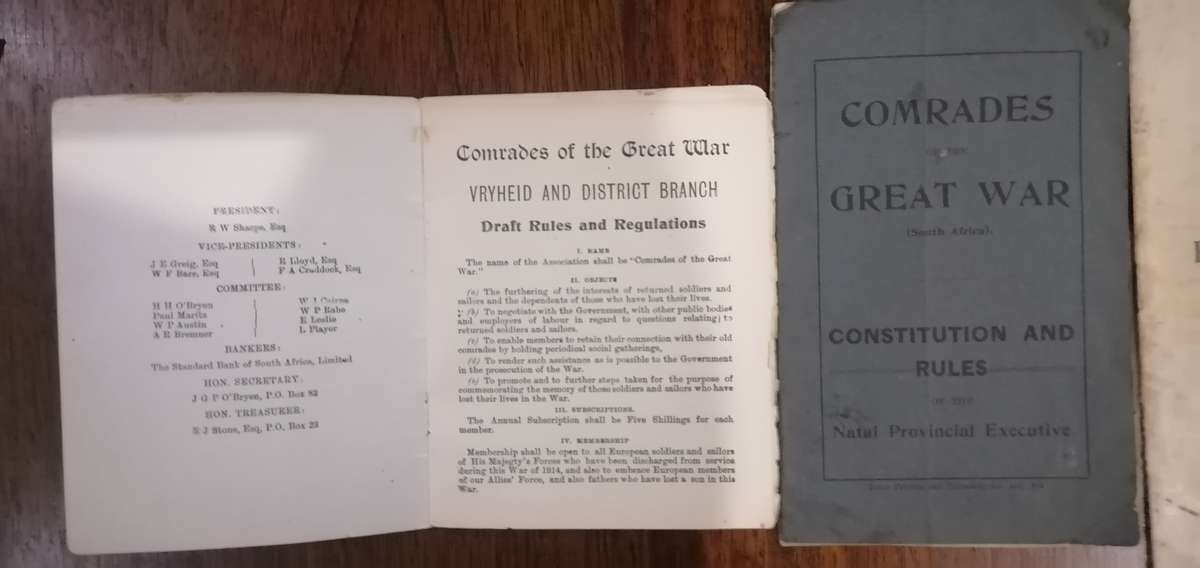 PRESIDENT:
R W Sharpe, Esq
VICE-PRESIDENTS:
J E Greig, Esq
W F Bare, Esq
E Lloyd, Esq
F A Craddock, Esq
COMMITTEE:
H H O'Bryen
Paul Maritz
W P Austin
A E Bremner
W J Cairns
W P Rabe
E Leslie
L Player
BANKERS:
The Standard Bank of South Africa, Limited
HON. SECRETARY:
J G P O'Bryen, P.O. Box 82
HON. TREASURER:
J Stone, Esq, P.O. Box 23
Comrades of the Great War
VRYHEID AND DISTRICT BRANCH
Draft Rules and Regulations
I. NAME
The name of the Association shall be "Comrades of the Great
War."
II. OBJECTS
(a) The furthering of the interests of returned soldiers and
sailors and the dependents of those who have lost their lives.
(b) To negotiate with the Government, with other public bodies
and employers of labour in regard to questions relating to
returned soldiers and sailors.
(c) To enable members to retain their connection with their old
comrades by holding periodical social gatherings,
(d) To render such assistance as is possible to the Government
in the prosecution of the War.
(e) To promote and to further steps taken for the purpose of
commemorating the memory of those soldiers and sailors who have
lost their lives in the War.
III. SUBSCRIPTIONS.
The Annual Subscription shall be Five Shillings for each
member.
IV. MEMBERSHIP
Membership shall be open to all European soldiers and sailors
of His Majesty's Forces who have been discharged from service
during this War of 1914, and also to embrace European members
of our Allies' Force, and also fathers who have lost a son in this
War.
COMRADES
OF THE
GREAT WAR
(South Africa).
CONSTITUTION AND
RULES
OF THE
Natal Provincial Executive